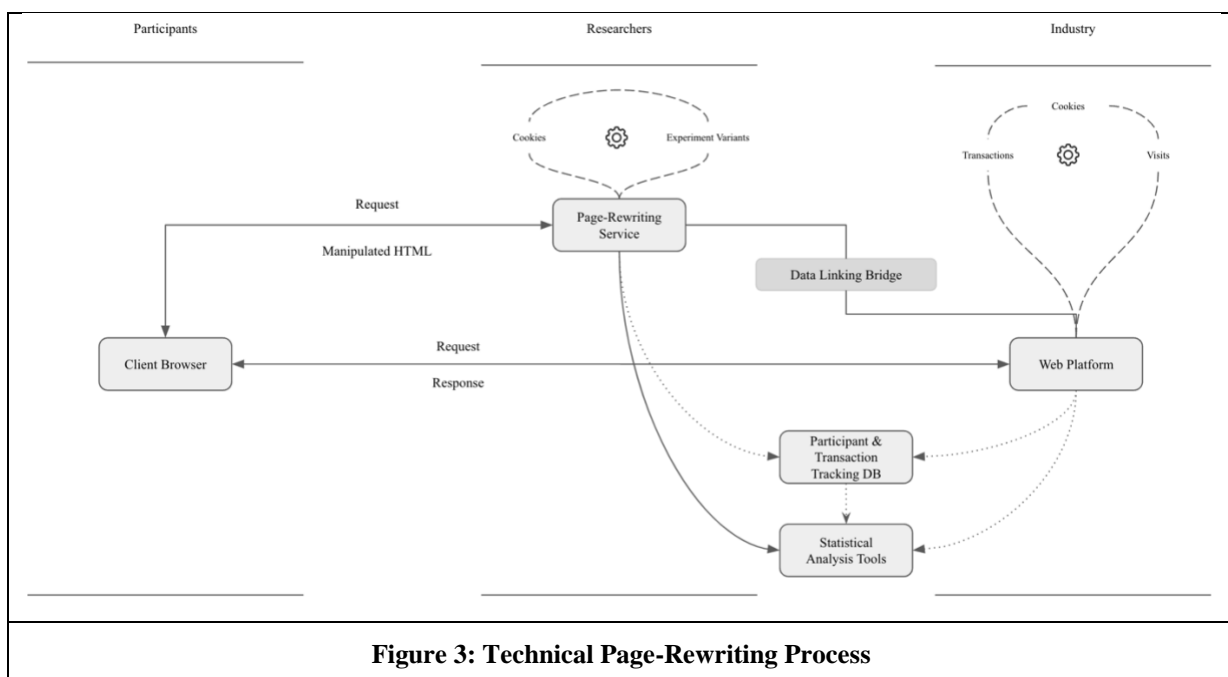 Participants
Researchers
Industry
Cookies
Cookies
Experiment Variants
Transactions
Visits
Request
Page-Rewriting
Service
Manipulated HTML
Data Linking Bridge
Client Browser
Request
Response
Web Platform
Participant &
Transaction
Tracking DB
Statistical
Analysis Tools
Figure 3: Technical Page-Rewriting Process